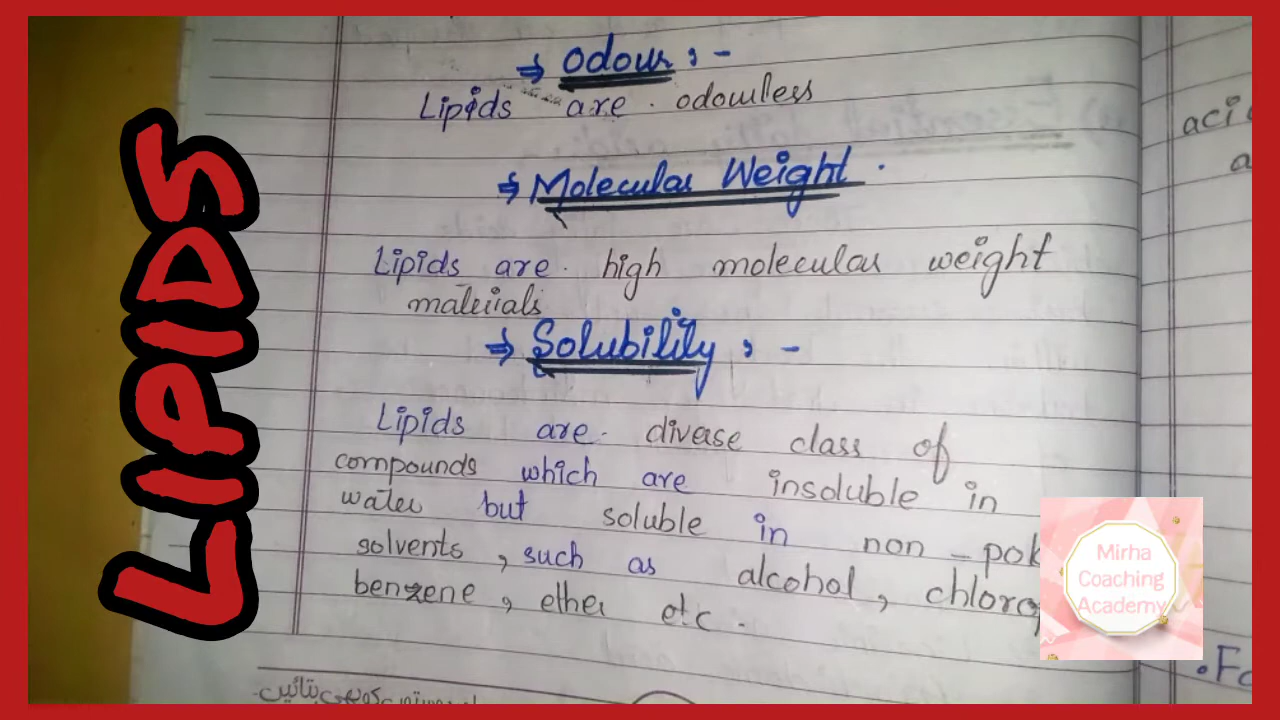 LIPIDS
⇒ Odour :-
Lipids are odourless
⇒ Molecular Weight .
Lipids are high molecular weight
materials
⇒ Solubility :-
Lipids are diverse class of
compounds which are insoluble in
water but soluble in non - pol
solvents , such as alcohol , chloro
benzene , ether etc .
aci
a
.Fo
Mirha
Coaching
Academy